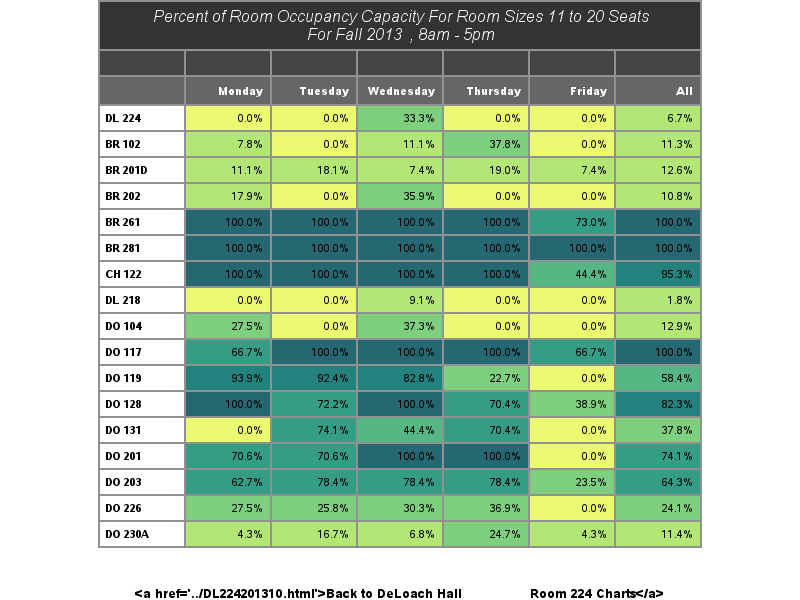 Percent of Room Occupancy Capacity For Room Sizes 11 to 20 Seats
For Fall 2013 , 8am - 5pm
Monday Tuesday Wednesday Thursday Friday All
DL 224 0.0% 0.0% 33.3% 0.0% 0.0% 6.7%
BR 102 7.8% 0.0% 11.1% 37.8% 0.0% 11.3%
BR 201D 11.1% 18.1% 7.4% 19.0% 7.4% 12.6%
BR 202 17.9% 0.0% 35.9% 0.0% 0.0% 10.8%
BR 261 100.0% 100.0% 100.0% 100.0% 73.0% 100.0%
BR 281 100.0% 100.0% 100.0% 100.0% 100.0% 100.0%
CH 122 100.0% 100.0% 100.0% 100.0% 44.4% 95.3%
DL 218 0.0% 0.0% 9.1% 0.0% 0.0% 1.8%
DO 104 27.5% 0.0% 37.3% 0.0% 0.0% 12.9%
DO 117 66.7% 100.0% 100.0% 100.0% 66.7% 100.0%
DO 119 93.9% 92.4% 82.8% 22.7% 0.0% 58.4%
DO 128 100.0% 72.2% 100.0% 70.4% 38.9% 82.3%
DO 131 0.0% 74.1% 44.4% 70.4% 0.0% 37.8%
DO 201 70.6% 70.6% 100.0% 100.0% 0.0% 74.1%
DO 203 62.7% 78.4% 78.4% 78.4% 23.5% 64.3%
DO 226 27.5% 25.8% 30.3% 36.9% 0.0% 24.1%
DO 230A 4.3% 16.7% 6.8% 24.7% 4.3% 11.4%
<a href='../DL224201310.html'>Back to DeLoach Hall Room 224 Charts</a>